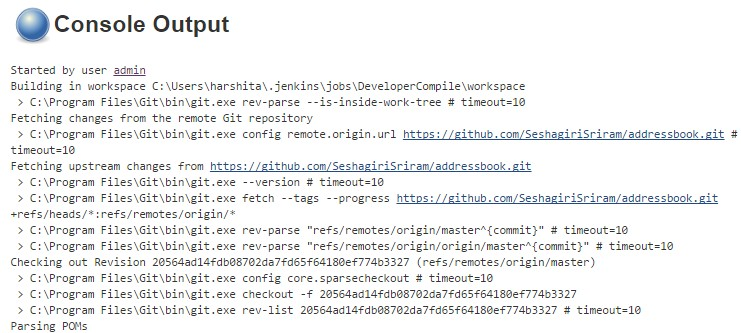 Console Output
Started by user admin
Building in workspace C:\Users\harshita\.jenkins\jobs\DeveloperCompile\workspace
> C:\Program Files\Git\bin\git.exe rev-parse --is-inside-work-tree # timeout=10
Fetching changes from the remote Git repository
> C:\Program Files\Git\bin\git.exe config remote.origin.url https://github.com/SeshagiriSriram/addressbook.git #
timeout=10
Fetching upstream changes from https://github.com/SeshagiriSriram/addressbook.git
> C:\Program Files\Git\bin\git.exe --version # timeout=10
> C:\Program Files\Git\bin\git.exe fetch --tags --progress https://github.com/SeshagiriSriram/addressbook.git
+refs/heads/*:refs/remotes/origin/*
> C:\Program Files\Git\bin\git.exe rev-parse "refs/remotes/origin/master^{commit}" # timeout=10
> C:\Program Files\Git\bin\git.exe rev-parse "refs/remotes/origin/origin/master^{commit}" # timeout=10
Checking out Revision 20564ad14fdb08702da7fd65f64180ef774b3327 (refs/remotes/origin/master)
> C:\Program Files\Git\bin\git.exe config core.sparsecheckout # timeout=10
> C:\Program Files\Git\bin\git.exe checkout -f 20564ad14fdb08702da7fd65f64180ef774b3327
> C:\Program Files\Git\bin\git.exe rev-list 20564ad14fdb08702da7fd65f64180ef774b3327 # timeout=10
Parsing POMs